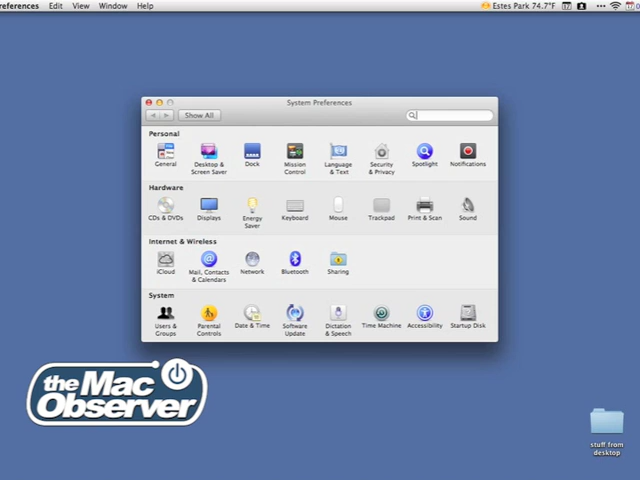 references Edit View Window Help Estes Park 74.7°F
System Preferences
Show All
Personal
General Desktop & Screen Saver Dock Mission Control Language & Text Security & Privacy Spotlight Notifications
Hardware
CDs & DVDs Displays Energy Saver Keyboard Mouse Trackpad Print & Scan Sound
Internet & Wireless
iCloud Mail, Contacts & Calendars Network Bluetooth Sharing
System
Users & Groups Parental Controls Date & Time Software Update Dictation & Speech Time Machine Accessibility Startup Disk
the Mac
Observer
stuff from
desktop